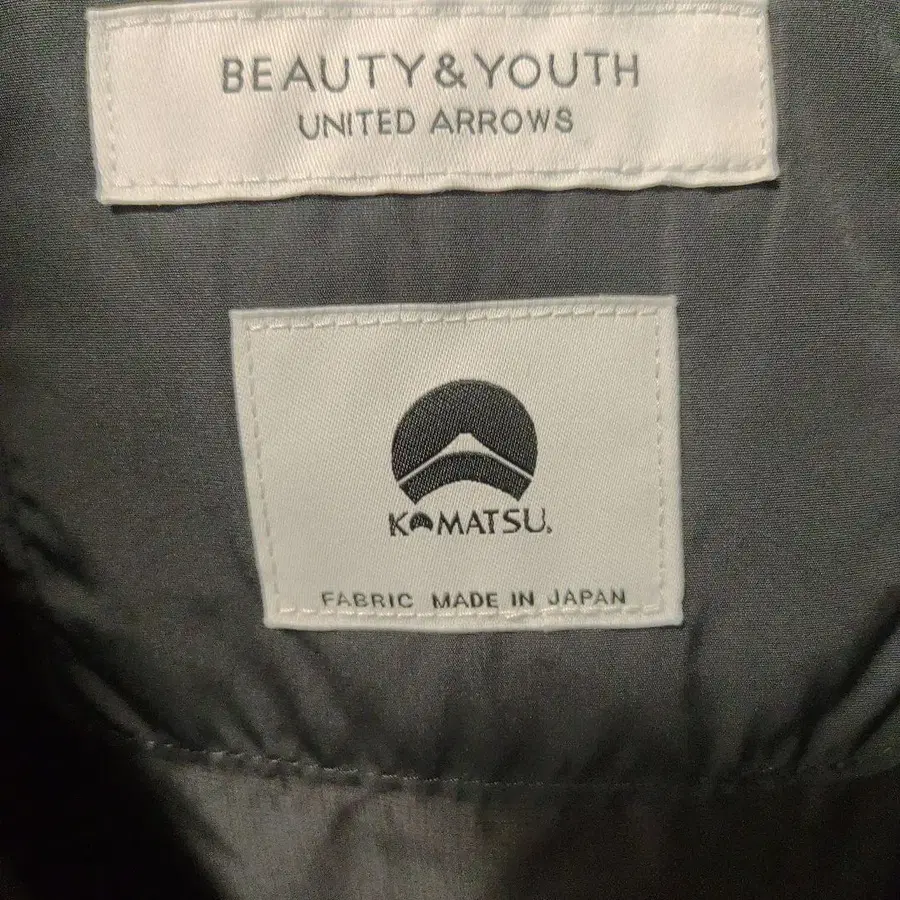 BEAUTY&YOUTH
UNITED ARROWS
KOMATSU.
FABRIC MADE IN JAPAN